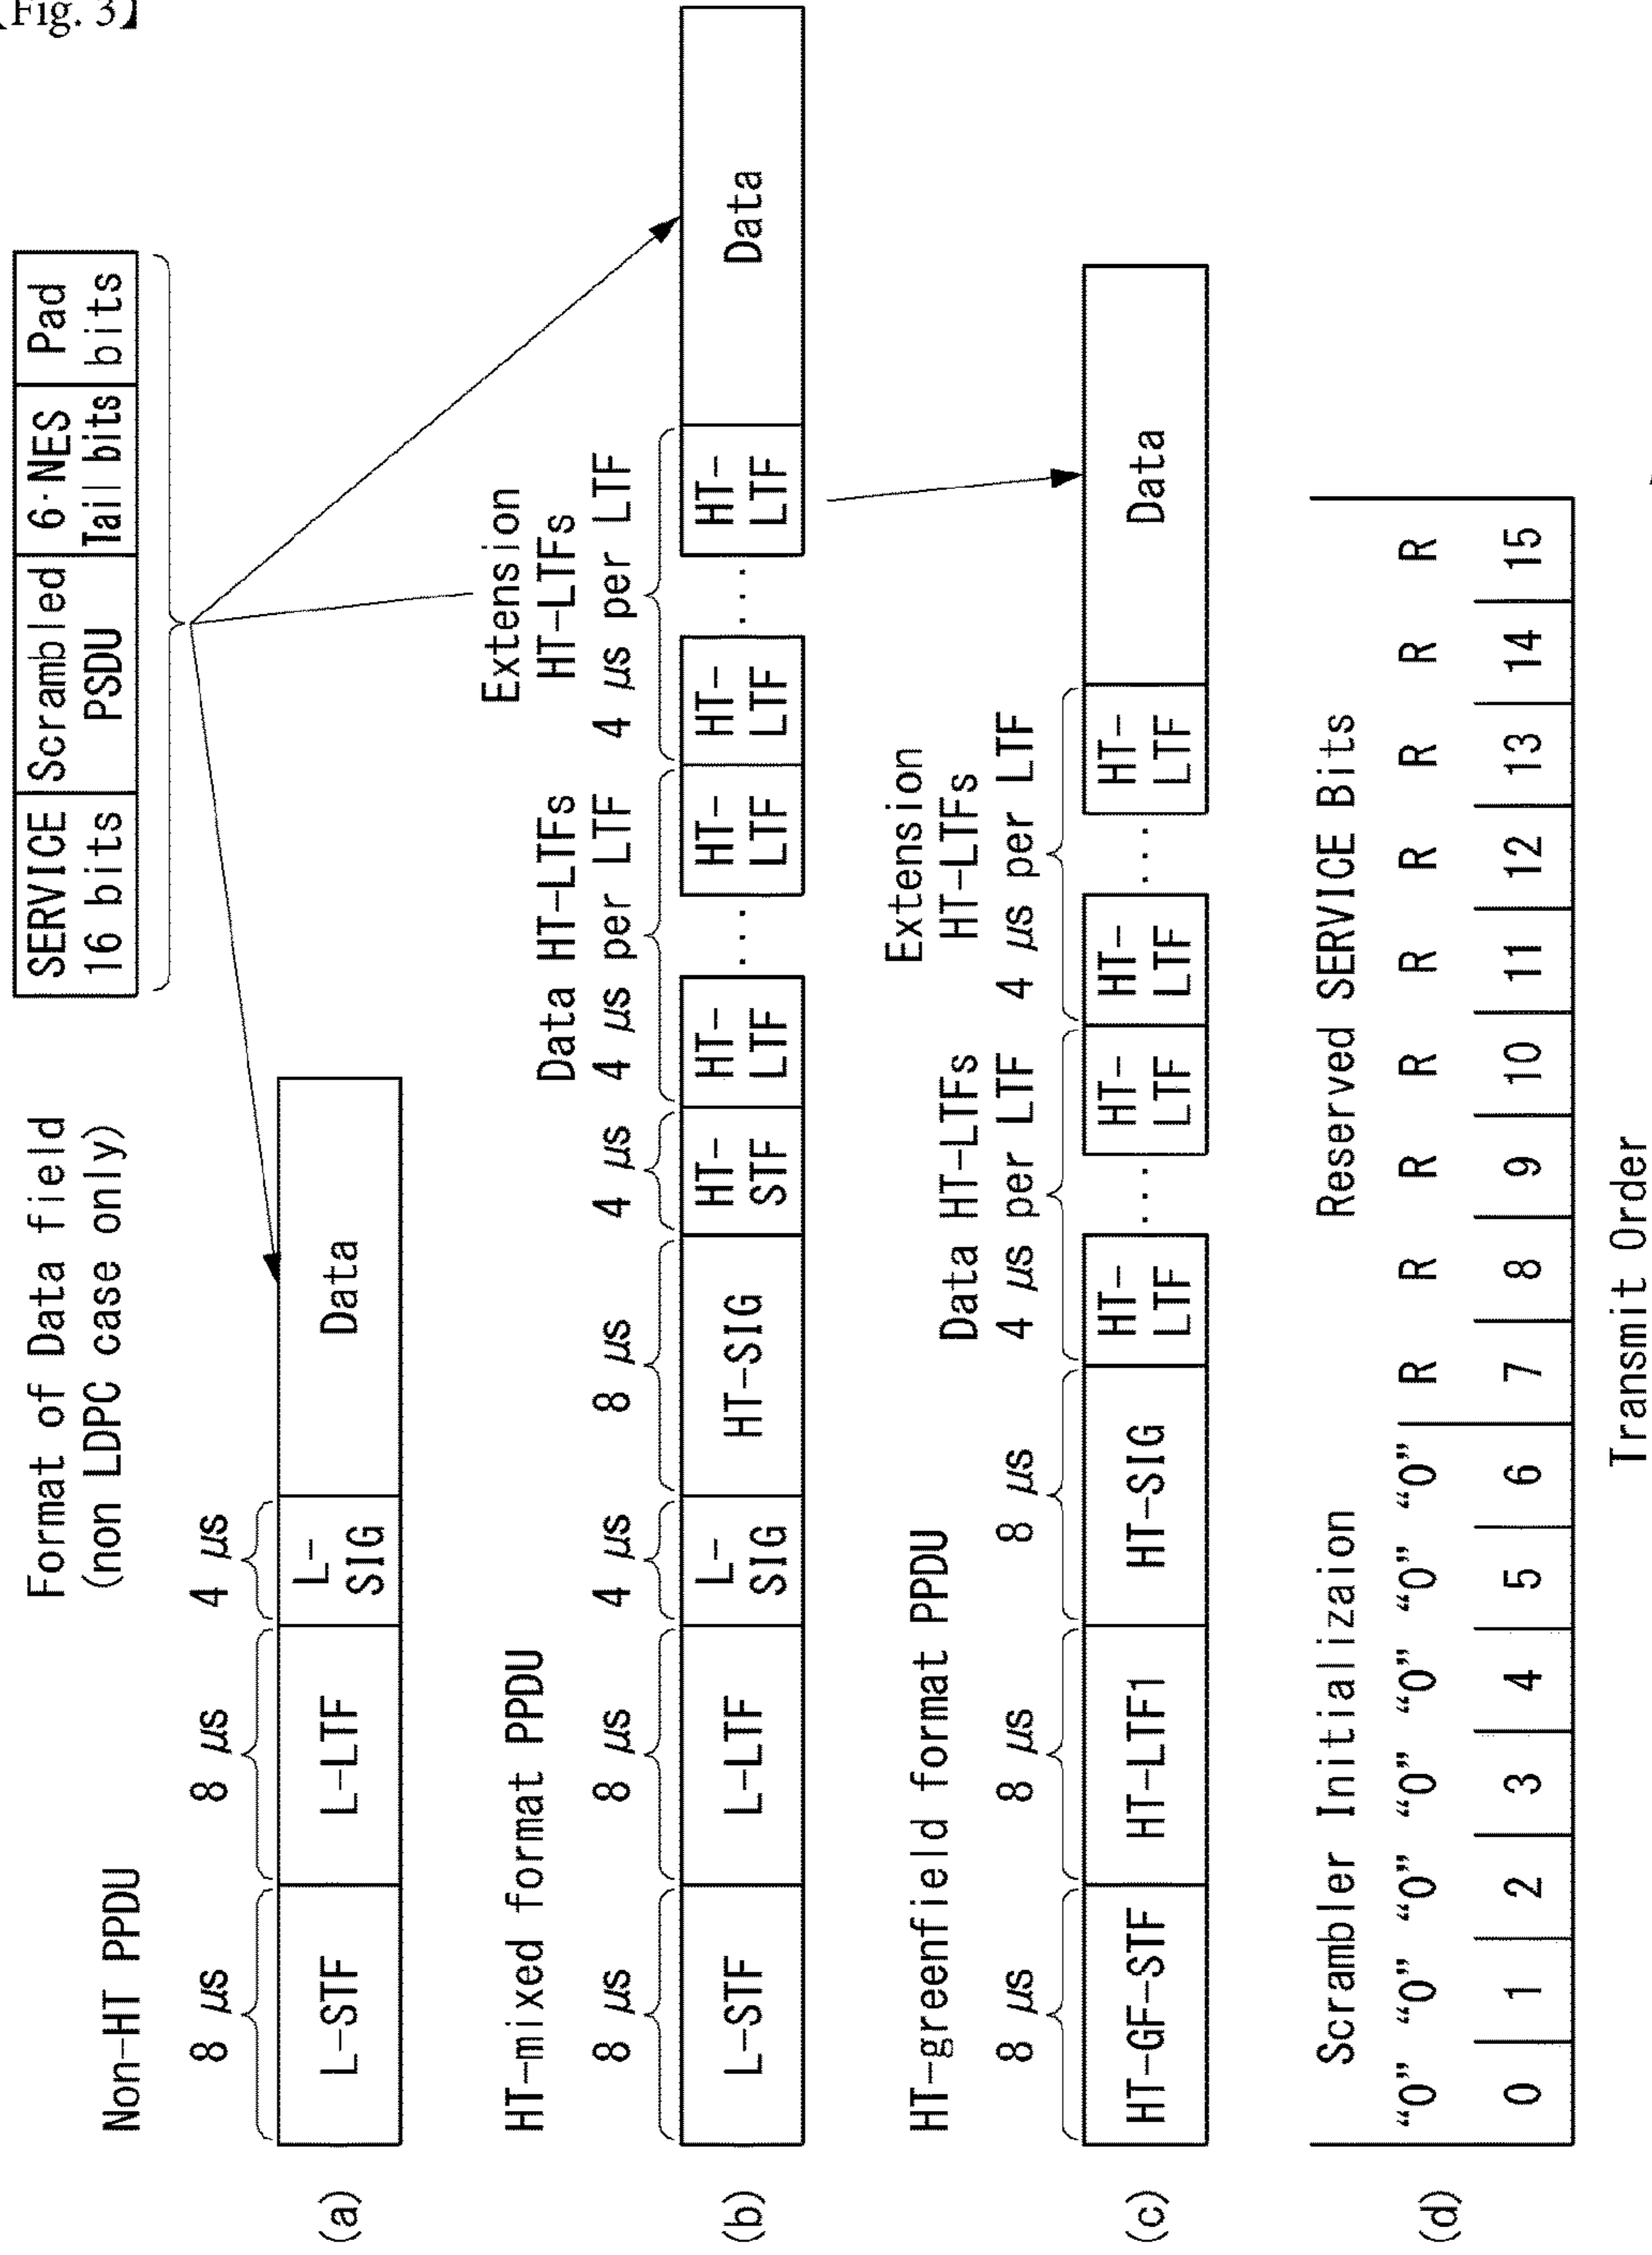 【Fig. 3】
Format of Data field
(non LDPC case only)
SERVICE
16 bits
Scrambled
PSDU
6·NES
Tail bits
Pad
bits
Non-HT PPDU
8 μs
8 μs
4 μs
(a)
L-STF
L-LTF
L-
SIG
Data
HT-mixed format PPDU
Data HT-LTFs
Extension
HT-LTFs
8 μs
8 μs
4 μs
8 μs
4 μs
4 μs per LTF
4 μs per LTF
(b)
L-STF
L-LTF
L-
SIG
HT-SIG
HT-
STF
HT-
LTF
...
HT-
LTF
HT-
LTF
...
HT-
LTF
Data
HT-greenfield format PPDU
Data HT-LTFs
Extension
HT-LTFs
8 μs
8 μs
8 μs
4 μs per LTF
4 μs per LTF
(c)
HT-GF-STF
HT-LTF1
HT-SIG
HT-
LTF
...
HT-
LTF
HT-
LTF
...
HT-
LTF
Data
(d)
Scrambler Initializaion
Reserved SERVICE Bits
“0” “0” “0” “0” “0” “0” “0” R R R R R R R R R
0 1 2 3 4 5 6 7 8 9 10 11 12 13 14 15
Transmit Order